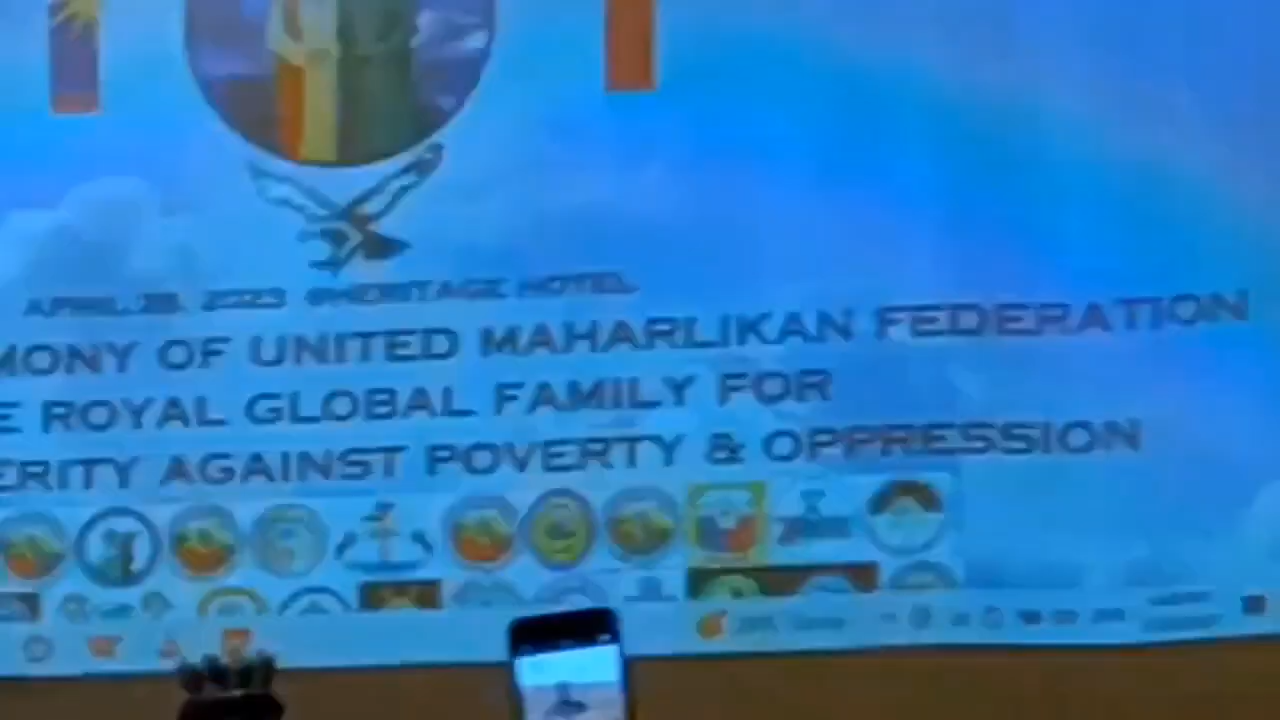 APRIL 28, 2023 @HERITAGE HOTEL
MONY OF UNITED MAHARLIKAN FEDERATION
E ROYAL GLOBAL FAMILY FOR
ERITY AGAINST POVERTY & OPPRESSION